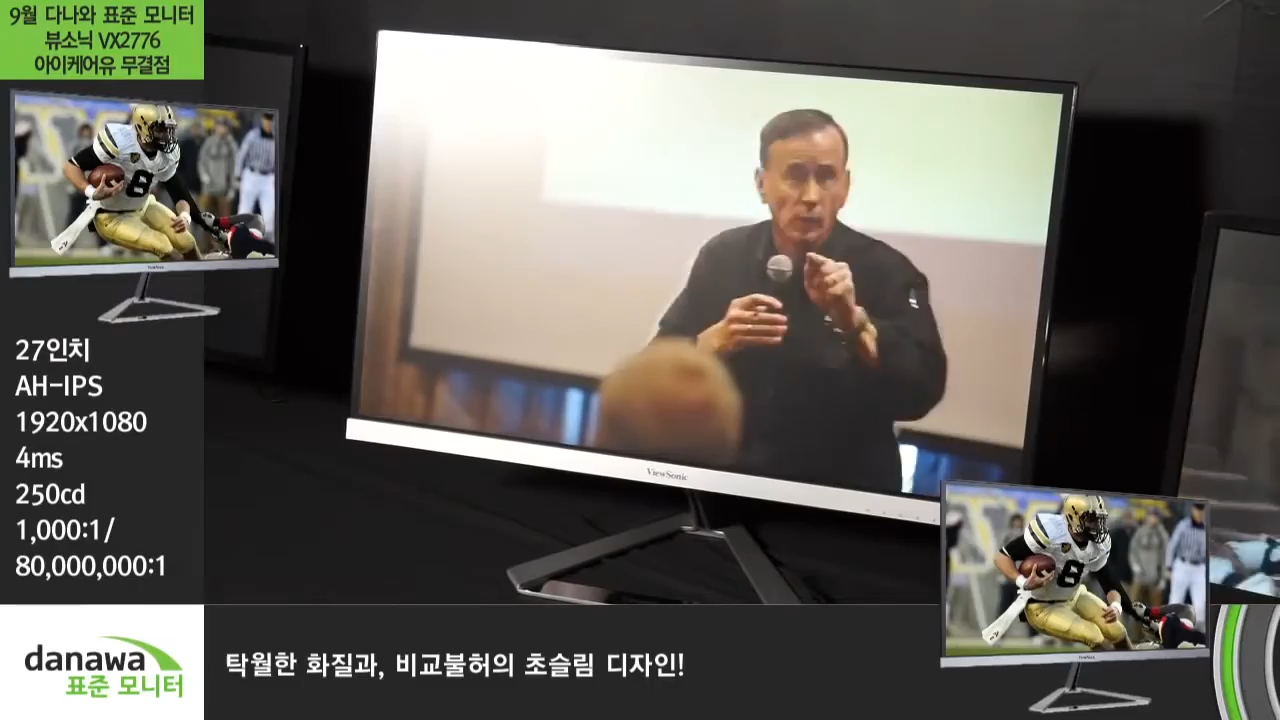 9월 다나와 표준 모니터
뷰소닉 VX2776
아이케어유 무결점
8
27인치
AH-IPS
1920x1080
4ms
250cd
1,000:1/
80,000,000:1
ViewSonic
8
danawa
표준 모니터
탁월한 화질과, 비교불허의 초슬림 디자인!